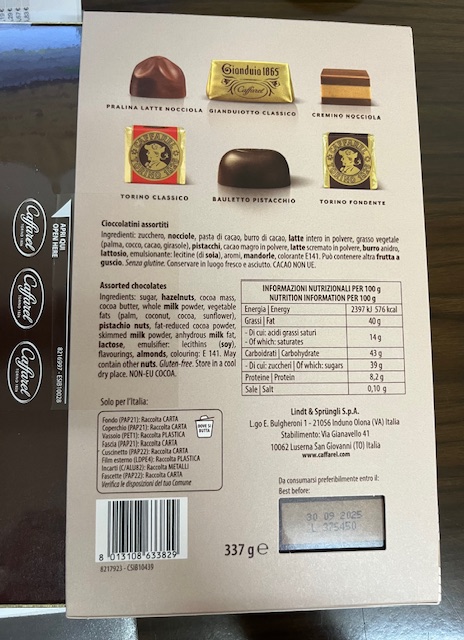 Gianduia 1865
Caffarel
PRALINA LATTE NOCCIOLA
GIANDUIOTTO CLASSICO
CREMINO NOCCIOLA
TORINO CLASSICO
BAULETTO PISTACCHIO
TORINO FONDENTE
Cioccolatini assortiti
Ingredienti: zucchero, nocciole, pasta di cacao, burro di cacao, latte intero in polvere, grasso vegetale
(palma, cocco, cacao, girasole), pistacchi, cacao magro in polvere, latte scremato in polvere, burro anidro,
lattosio, emulsionante: lecitine (di soia), aromi, mandorle, colorante E141. Può contenere altra frutta a
guscio. Senza glutine. Conservare in luogo fresco e asciutto. CACAO NON UE.
Assorted chocolates
Ingredients: sugar, hazelnuts, cocoa mass,
cocoa butter, whole milk powder, vegetable
fats (palm, coconut, cocoa, sunflower),
pistachio nuts, fat-reduced cocoa powder,
skimmed milk powder, anhydrous milk fat,
lactose, emulsifier: lecithins (soy),
flavourings, almonds, colouring: E 141. May
contain other nuts. Gluten-free. Store in a cool
dry place. NON-EU COCOA.
INFORMAZIONI NUTRIZIONALI PER 100 g
NUTRITION INFORMATION PER 100 g
Energia | Energy 2397 kJ 576 kcal
Grassi | Fat 40 g
- Di cui: acidi grassi saturi
- Of which: saturates 14 g
Carboidrati | Carbohydrate 43 g
- Di cui: zuccheri | Of which: sugars 39 g
Proteine | Protein 8,2 g
Sale | Salt 0,10 g
Solo per l'Italia:
Fondo (PAP21): Raccolta CARTA
Coperchio (PAP21): Raccolta CARTA
Vassoio (PET1): Raccolta PLASTICA
Fascia (PAP21): Raccolta CARTA
Cuscinetto (PAP22): Raccolta CARTA
Film esterno (LDPE4): Raccolta PLASTICA
Incarti (C/ALU82): Raccolta METALLI
Fascette (PAP22): Raccolta CARTA
Verifica le disposizioni del tuo Comune
DOVE SI
BUTTA
Lindt & Sprüngli S.p.A.
L.go E. Bulgheroni 1 - 21056 Induno Olona (VA) Italia
Stabilimento: Via Gianavello 41
10062 Luserna San Giovanni (TO) Italia
www.caffarel.com
Da consumarsi preferibilmente entro il:
Best before:
30 09 2025
L 375450
337 g e
8 013108 633829
8217923 - CSIB10439
APRI QUI
OPEN HERE
Caffarel
Caffarel
Caffarel
8216997 - ESIB10038